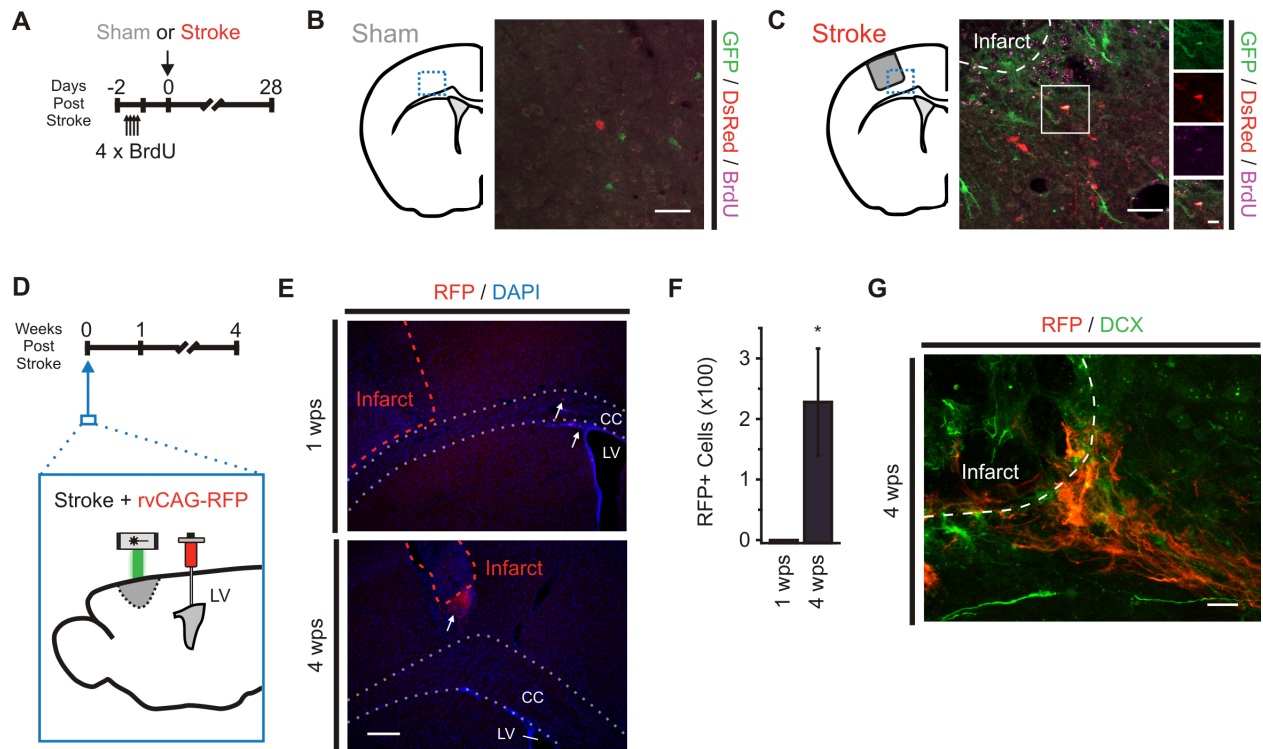 A
Sham or Stroke
Days
Post
Stroke
-2
0
28
4 x BrdU
B
Sham
GFP / DsRed / BrdU
C
Stroke
Infarct
GFP / DsRed / BrdU
D
Weeks
Post
Stroke
0
1
4
Stroke + rvCAG-RFP
LV
E
RFP / DAPI
1 wps
Infarct
CC
LV
4 wps
Infarct
CC
LV
F
RFP+ Cells (x100)
3
2
1
0
*
1 wps
4 wps
G
RFP / DCX
4 wps
Infarct